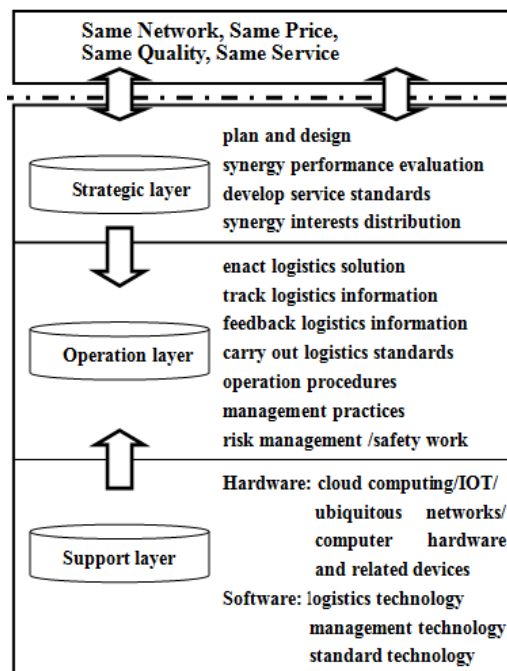 Same Network, Same Price,
Same Quality, Same Service
Strategic layer
plan and design
synergy performance evaluation
develop service standards
synergy interests distribution
Operation layer
enact logistics solution
track logistics information
feedback logistics information
carry out logistics standards
operation procedures
management practices
risk management /safety work
Support layer
Hardware: cloud computing/IOT/
ubiquitous networks/
computer hardware
and related devices
Software: logistics technology
management technology
standard technology